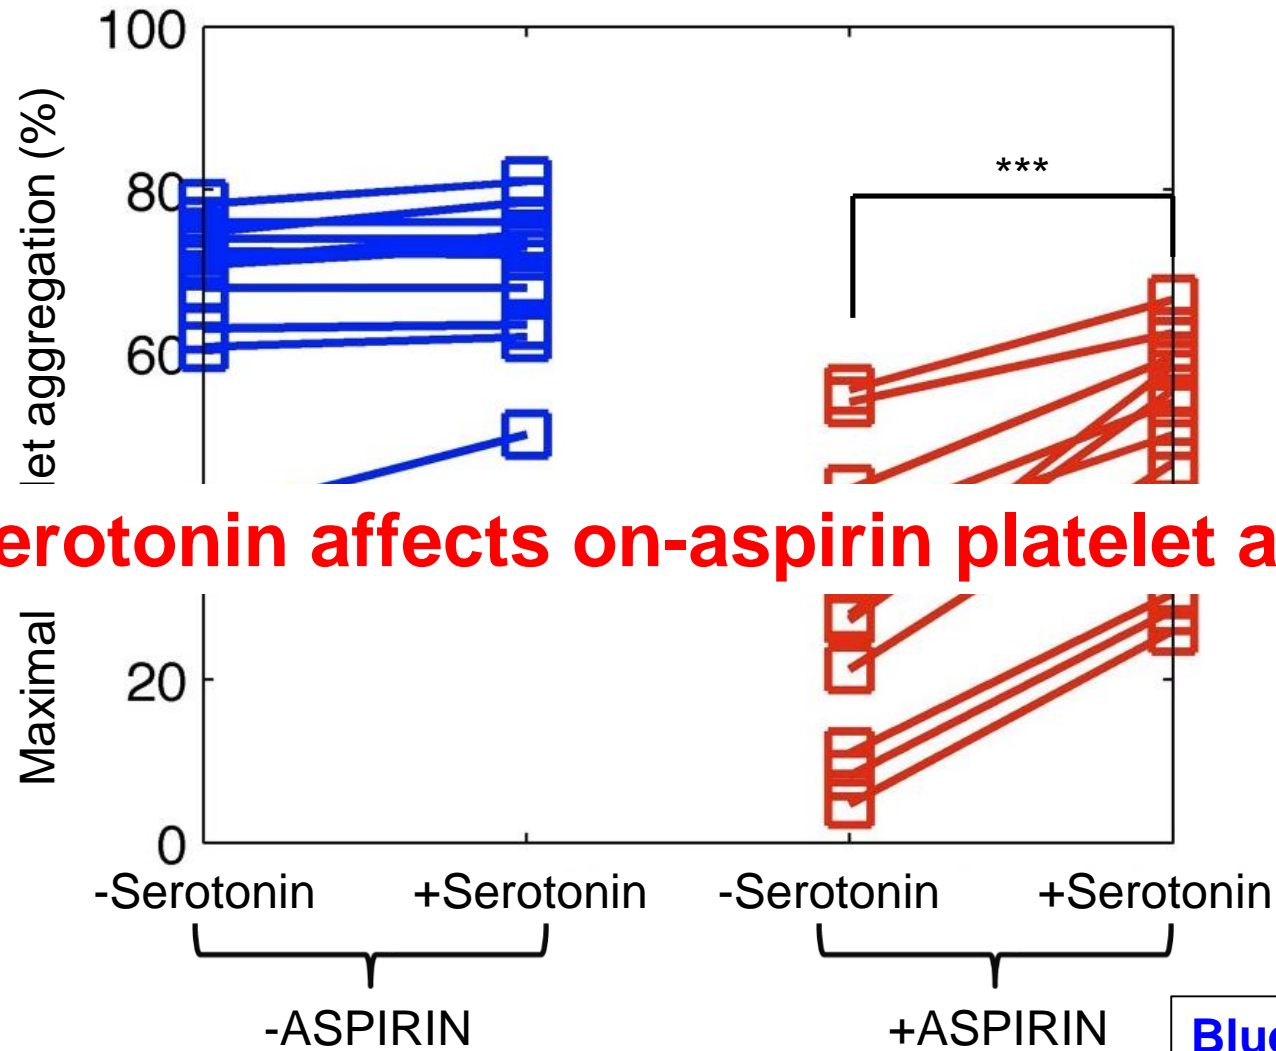 100
80
60
20
0
let aggregation (%)
Maximal
***
erotonin affects on-aspirin platelet a
-Serotonin +Serotonin -Serotonin +Serotonin
-ASPIRIN +ASPIRIN
Blue